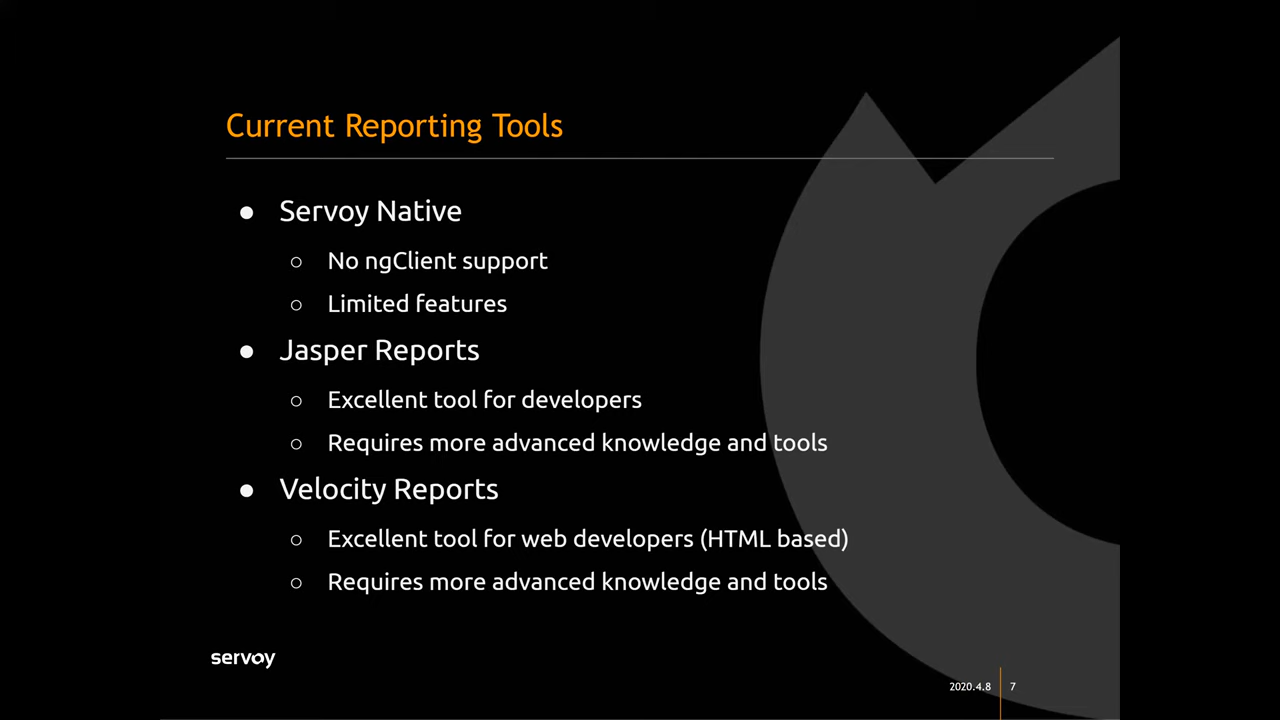 Current Reporting Tools
● Servoy Native
○ No ngClient support
○ Limited features
● Jasper Reports
○ Excellent tool for developers
○ Requires more advanced knowledge and tools
● Velocity Reports
○ Excellent tool for web developers (HTML based)
○ Requires more advanced knowledge and tools
servoy
2020.4.8 7